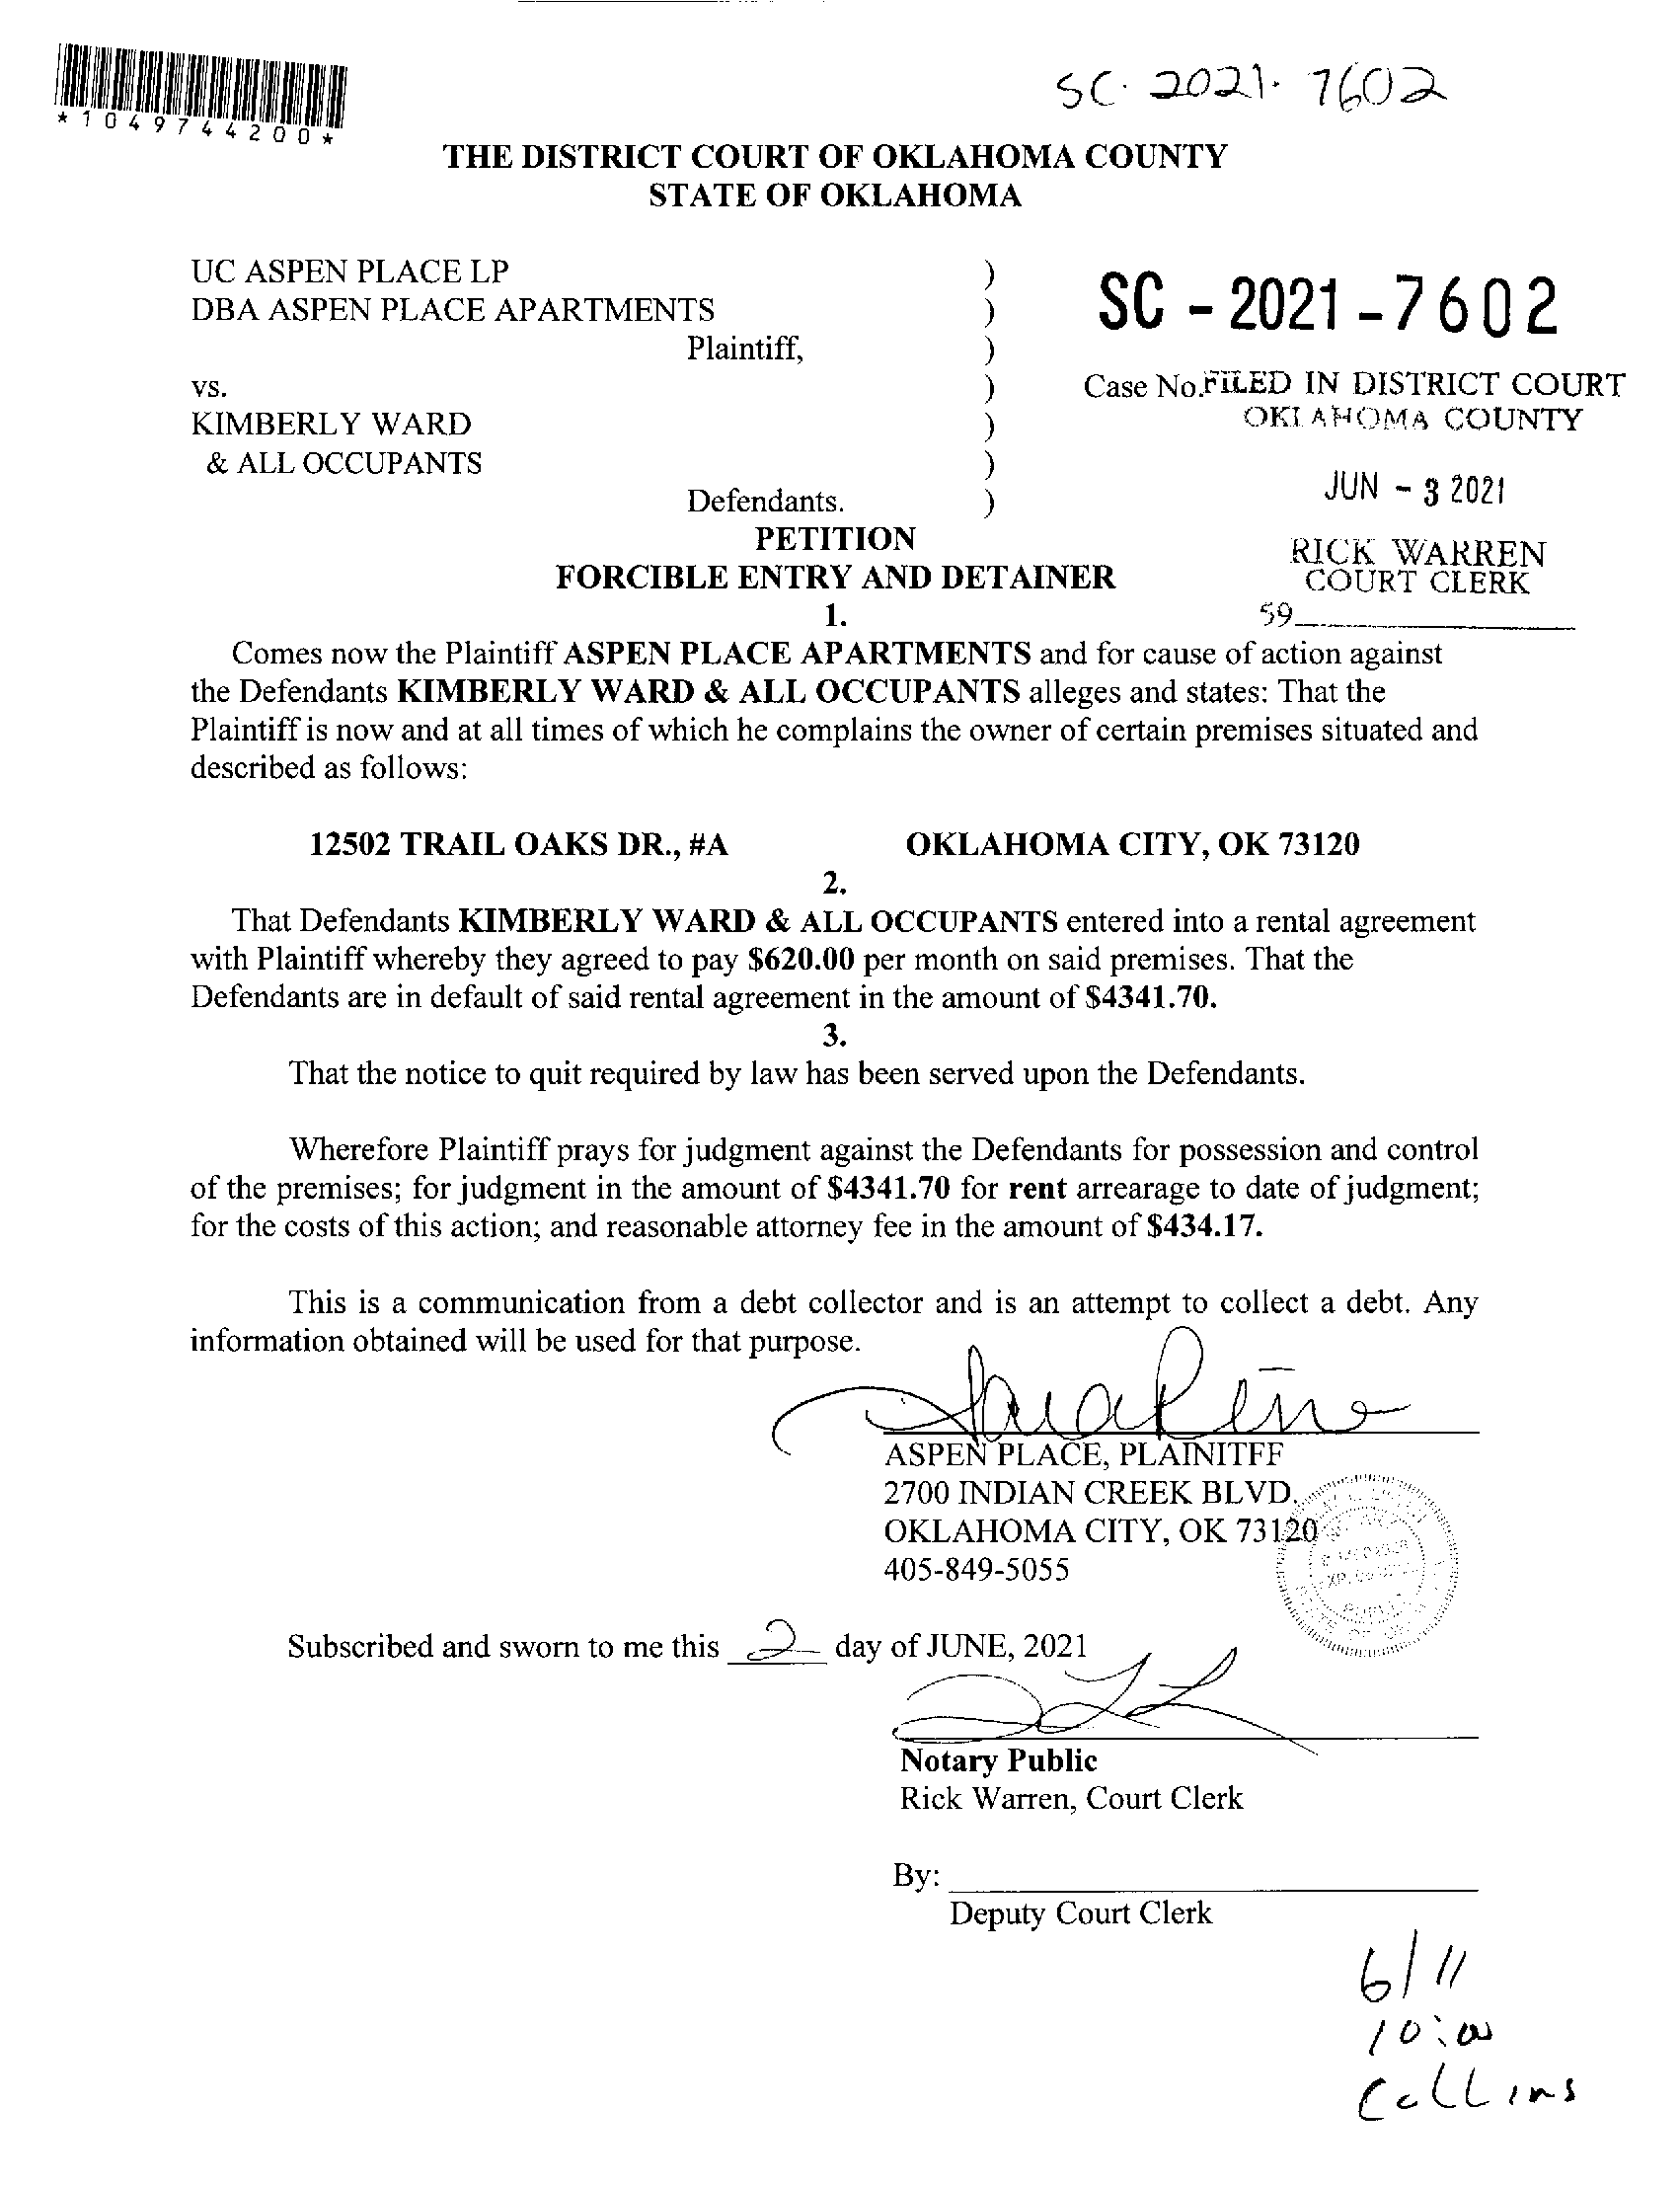 SC-2021-7602
*1049744200*
THE DISTRICT COURT OF OKLAHOMA COUNTY
STATE OF OKLAHOMA
UC ASPEN PLACE LP )
DBA ASPEN PLACE APARTMENTS )
Plaintiff, )
SC - 2021 - 7602
vs. )
Case No. FILED IN DISTRICT COURT
KIMBERLY WARD )
OKLAHOMA COUNTY
& ALL OCCUPANTS )
JUN - 3 2021
Defendants. )
PETITION
RICK WARREN
FORCIBLE ENTRY AND DETAINER
COURT CLERK
1.
59
Comes now the Plaintiff ASPEN PLACE APARTMENTS and for cause of action against
the Defendants KIMBERLY WARD & ALL OCCUPANTS alleges and states: That the
Plaintiff is now and at all times of which he complains the owner of certain premises situated and
described as follows:
12502 TRAIL OAKS DR., #A OKLAHOMA CITY, OK 73120
2.
That Defendants KIMBERLY WARD & ALL OCCUPANTS entered into a rental agreement
with Plaintiff whereby they agreed to pay $620.00 per month on said premises. That the
Defendants are in default of said rental agreement in the amount of $4341.70.
3.
That the notice to quit required by law has been served upon the Defendants.
Wherefore Plaintiff prays for judgment against the Defendants for possession and control
of the premises; for judgment in the amount of $4341.70 for rent arrearage to date of judgment;
for the costs of this action; and reasonable attorney fee in the amount of $434.17.
This is a communication from a debt collector and is an attempt to collect a debt. Any
information obtained will be used for that purpose.
ASPEN PLACE, PLAINITFF
2700 INDIAN CREEK BLVD.
OKLAHOMA CITY, OK 73120
405-849-5055
Subscribed and sworn to me this 2 day of JUNE, 2021
Notary Public
Rick Warren, Court Clerk
By:
Deputy Court Clerk
6/11
10:00
Collins